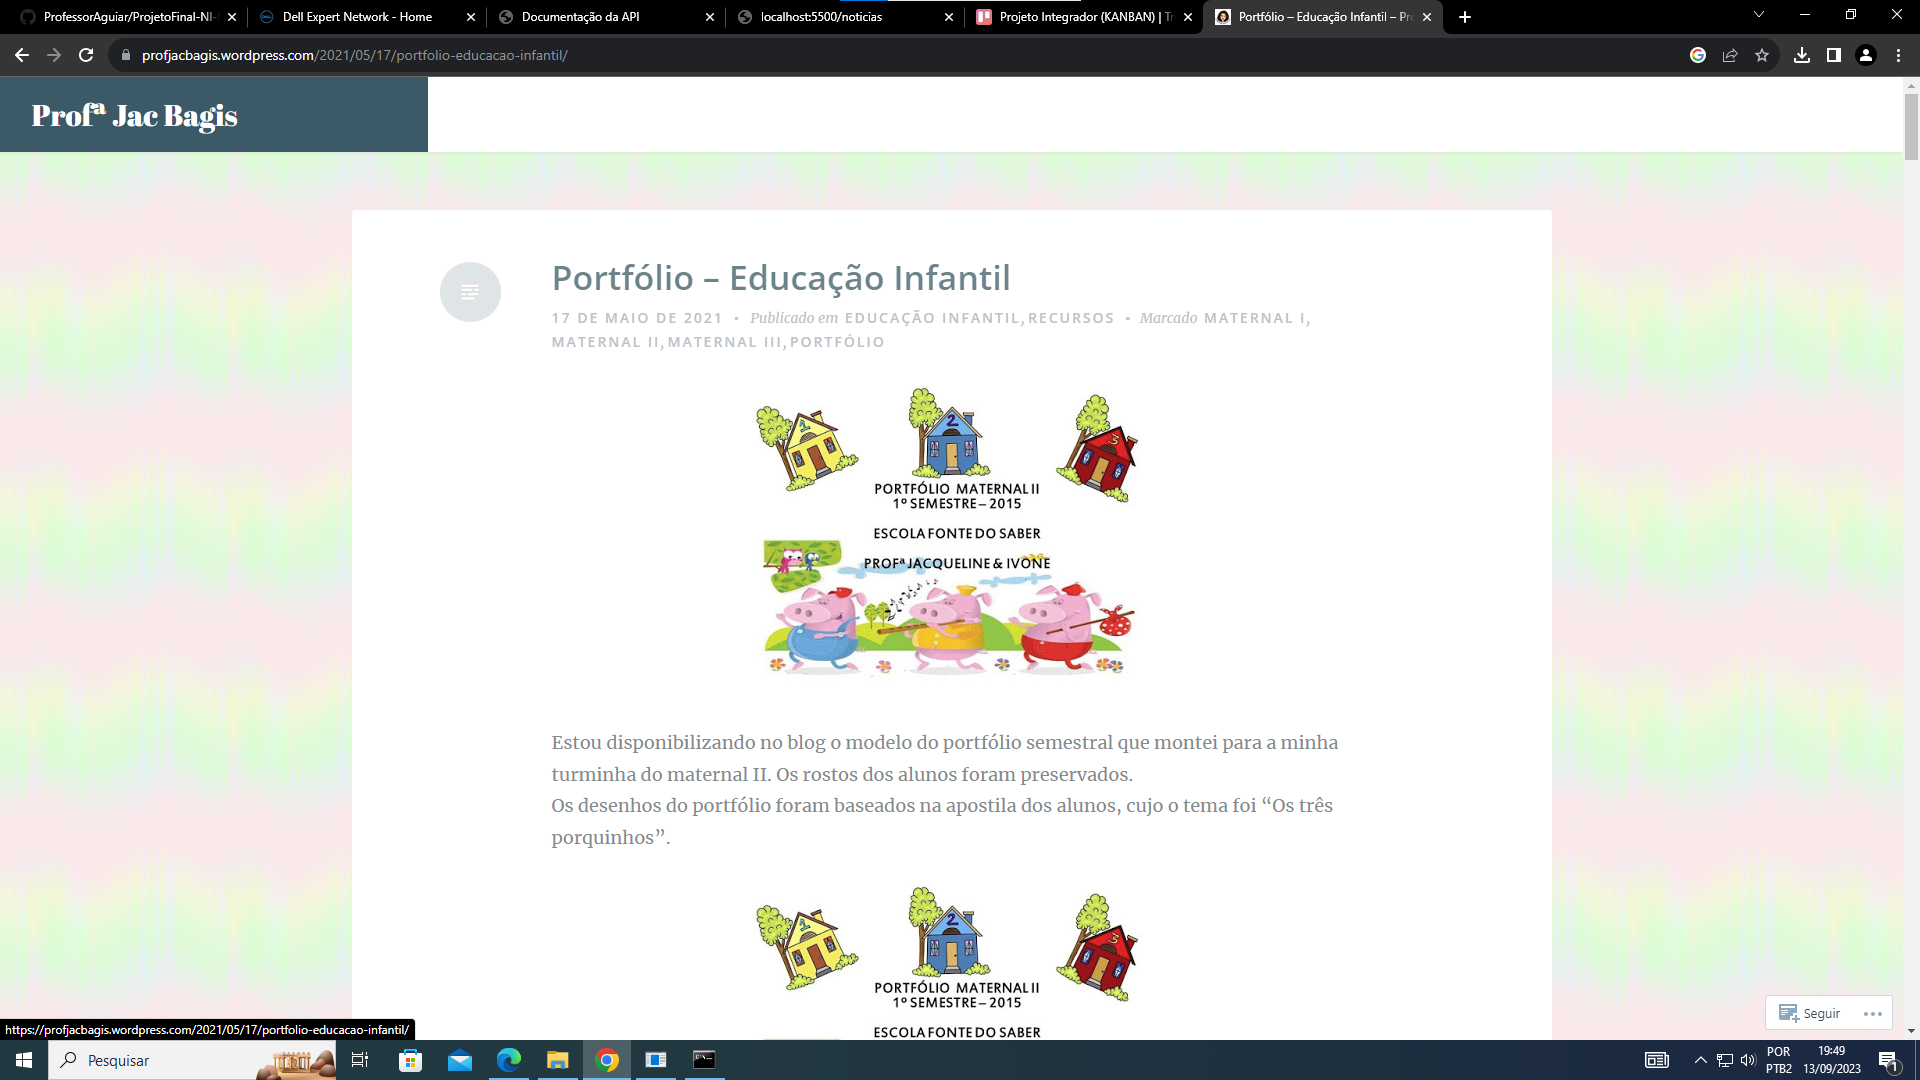 ProfessorAguiar/ProjetoFinal-NI-
Dell Expert Network - Home
Documentação da API
localhost:5500/noticias
Projeto Integrador (KANBAN) | Tr
Portfólio – Educação Infantil – Pro
profjacbagis.wordpress.com/2021/05/17/portfolio-educacao-infantil/
Profª Jac Bagis
Portfólio – Educação Infantil
17 DE MAIO DE 2021 • Publicado em EDUCAÇÃO INFANTIL, RECURSOS • Marcado MATERNAL I,
MATERNAL II, MATERNAL III, PORTFÓLIO
1
2
3
PORTFÓLIO MATERNAL II
1º SEMESTRE – 2015
ESCOLA FONTE DO SABER
PROFª JACQUELINE & IVONE
Estou disponibilizando no blog o modelo do portfólio semestral que montei para a minha
turminha do maternal II. Os rostos dos alunos foram preservados.
Os desenhos do portfólio foram baseados na apostila dos alunos, cujo o tema foi “Os três
porquinhos”.
1
2
3
PORTFÓLIO MATERNAL II
1º SEMESTRE – 2015
ESCOLA FONTE DO SABER
Seguir
https://profjacbagis.wordpress.com/2021/05/17/portfolio-educacao-infantil/
Pesquisar
POR
PTB2
19:49
13/09/2023
1